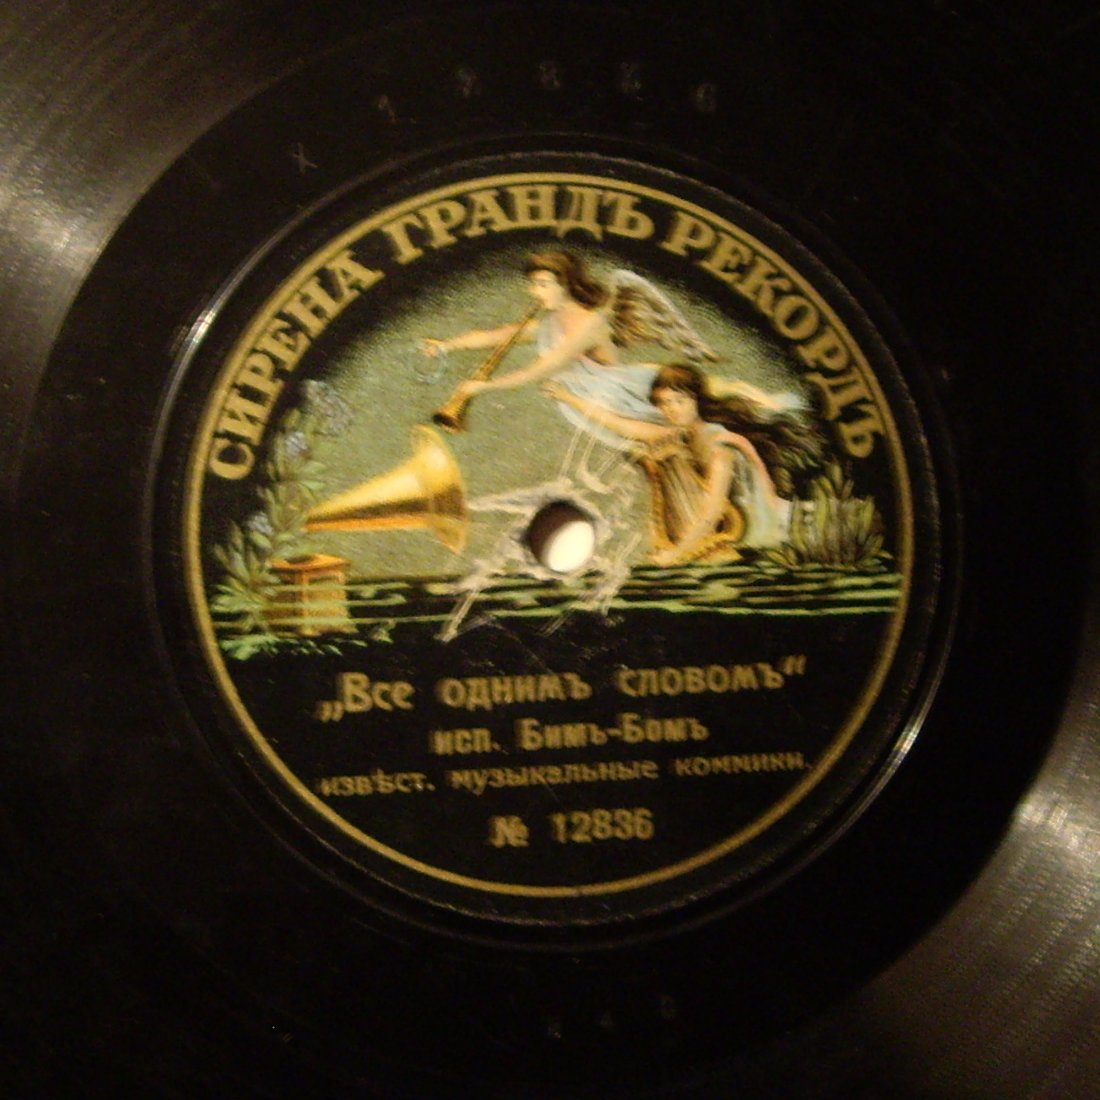 СИРЕНА ГРАНДЪ РЕКОРДЪ
„Все однимъ словомъ“
исп. Бимъ-Бомъ
извѣст. музыкальные коммики.
№ 12836